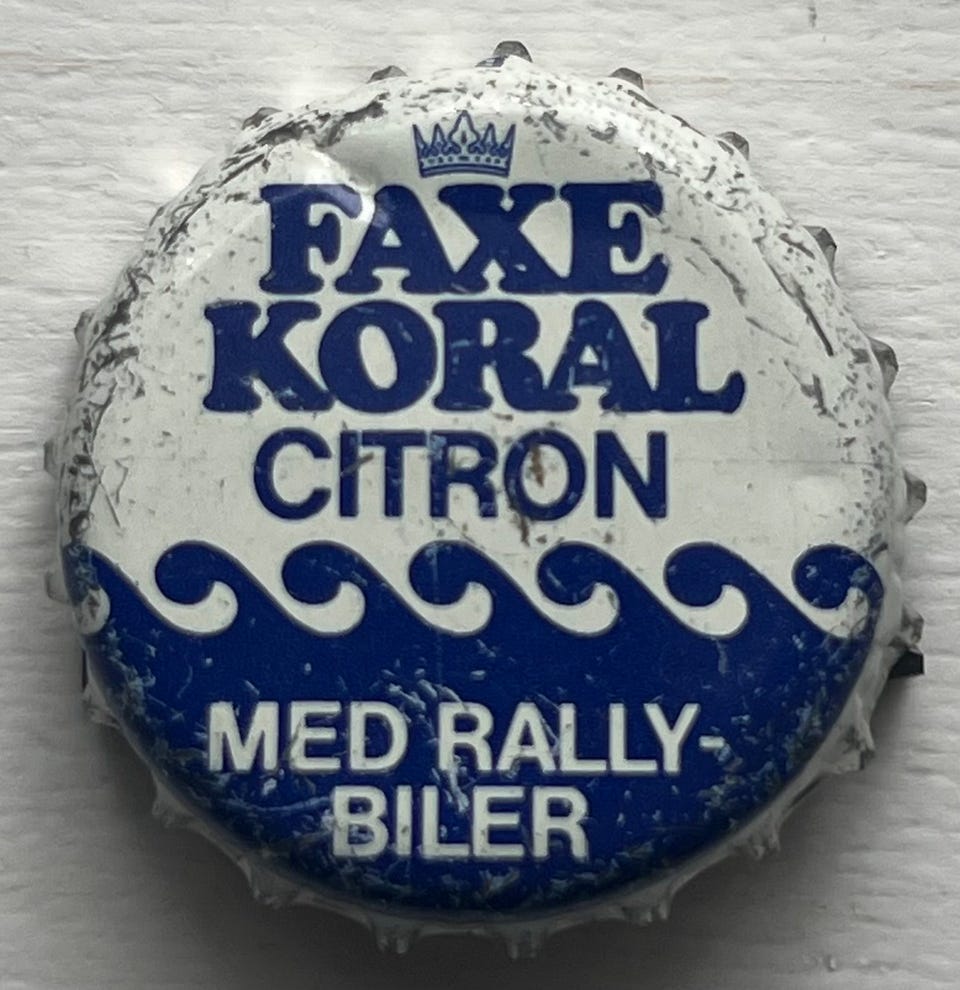 FAXE
KORAL
CITRON
MED RALLY-
BILER